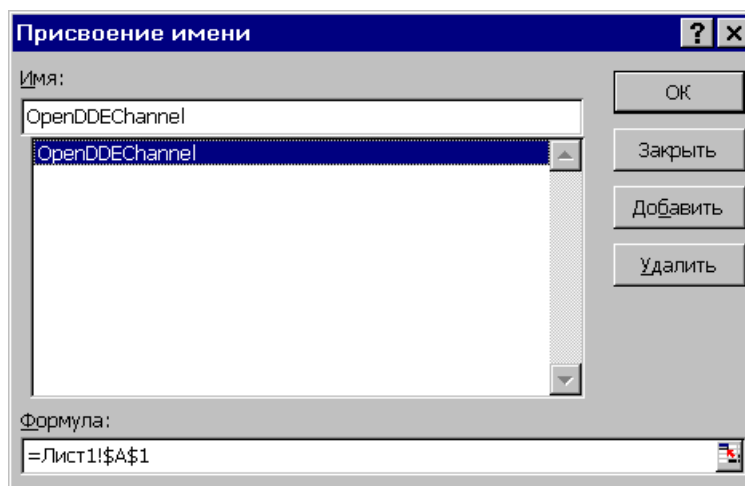 Присвоение имени
Имя:
OpenDDEChannel
OpenDDEChannel
OK
Закрыть
Добавить
Удалить
Формула:
=Лист1!$A$1